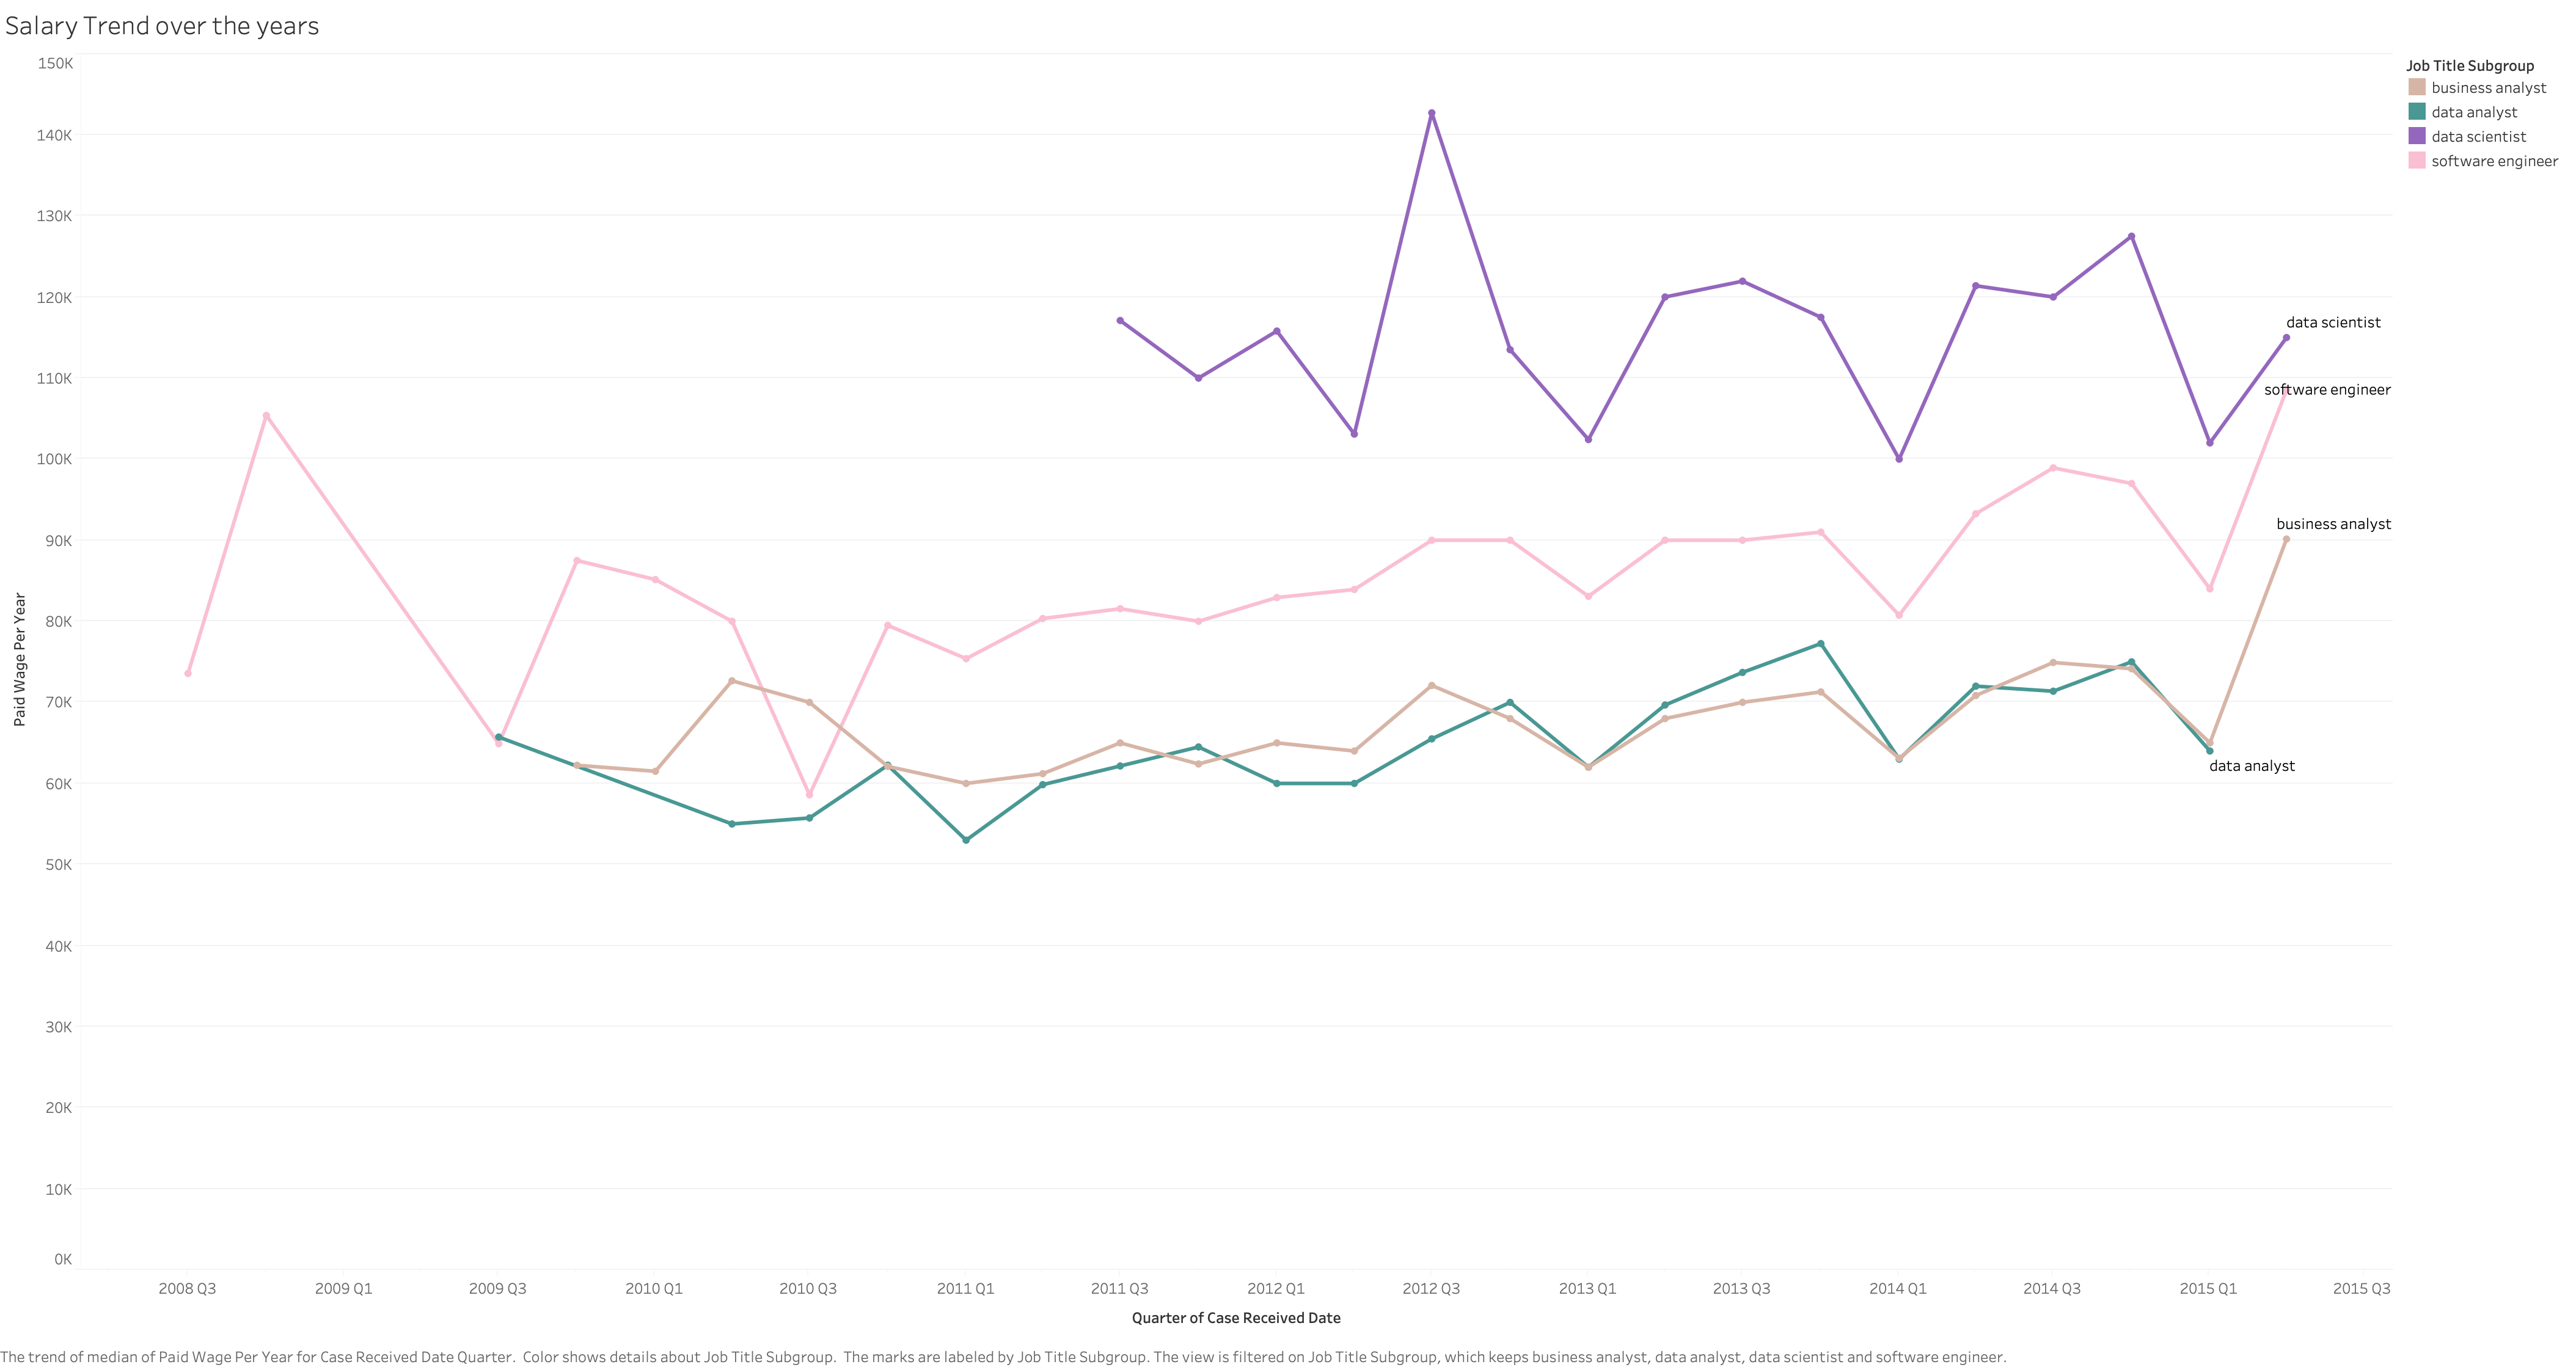 Salary Trend over the years
150K
140K
130K
120K
110K
100K
90K
80K
70K
60K
50K
40K
30K
20K
10K
0K
Paid Wage Per Year
data scientist
software engineer
business analyst
data analyst
2008 Q3 2009 Q1 2009 Q3 2010 Q1 2010 Q3 2011 Q1 2011 Q3 2012 Q1 2012 Q3 2013 Q1 2013 Q3 2014 Q1 2014 Q3 2015 Q1 2015 Q3
Quarter of Case Received Date
Job Title Subgroup
business analyst
data analyst
data scientist
software engineer
The trend of median of Paid Wage Per Year for Case Received Date Quarter. Color shows details about Job Title Subgroup. The marks are labeled by Job Title Subgroup. The view is filtered on Job Title Subgroup, which keeps business analyst, data analyst, data scientist and software engineer.